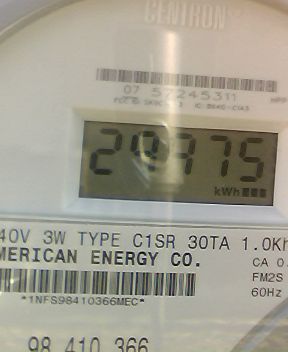 CENTRON
07 57245311
29975
kWh
40V 3W TYPE C1SR 30TA 1.0Kh
MERICAN ENERGY CO.
CA 0.
FM2S
60Hz
*1NFS98410366MEC*
98 410 366